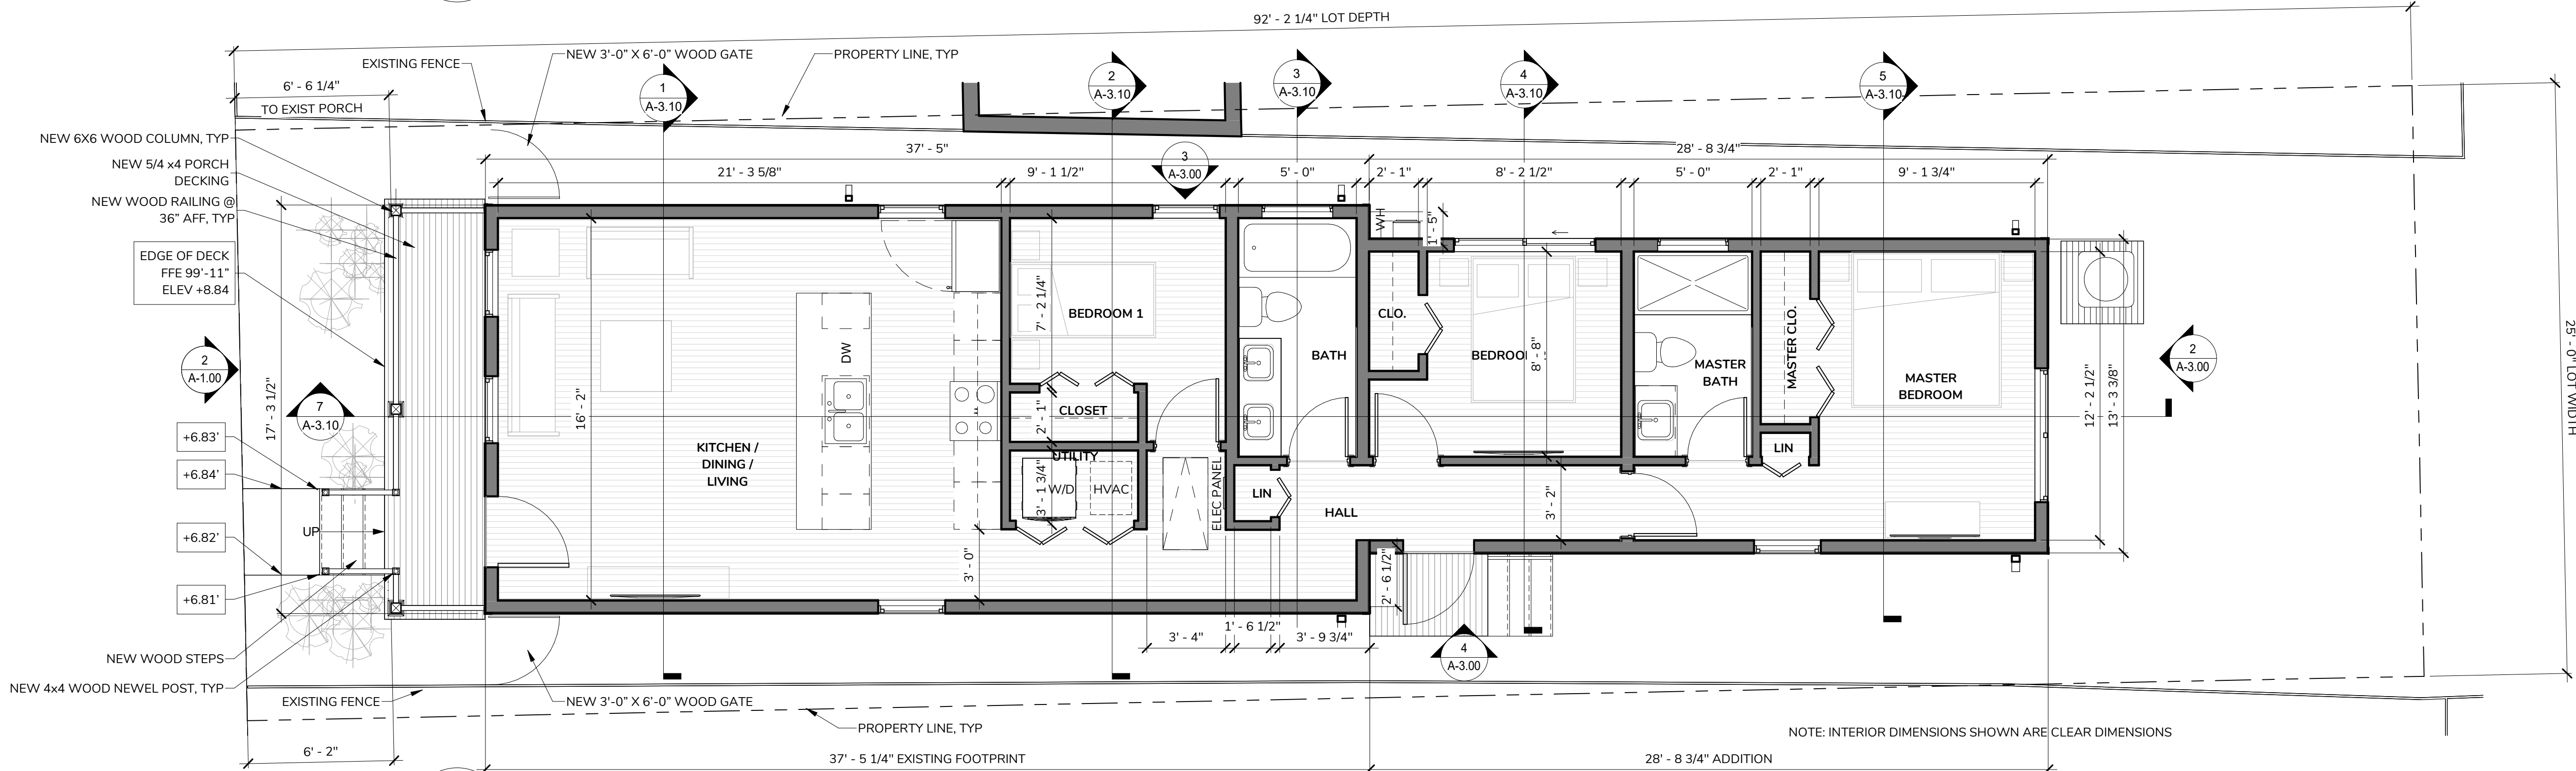 92' - 2 1/4" LOT DEPTH
NEW 3'-0" X 6'-0" WOOD GATE
PROPERTY LINE, TYP
EXISTING FENCE
6' - 6 1/4"
TO EXIST PORCH
1
A-3.10
2
A-3.10
3
A-3.10
4
A-3.10
5
A-3.10
NEW 6X6 WOOD COLUMN, TYP
NEW 5/4 x4 PORCH
DECKING
NEW WOOD RAILING @
36" AFF, TYP
EDGE OF DECK
FFE 99'-11"
ELEV +8.84
37' - 5"
28' - 8 3/4"
3
A-3.00
21' - 3 5/8"
9' - 1 1/2"
5' - 0"
2' - 1"
8' - 2 1/2"
5' - 0"
2' - 1"
9' - 1 3/4"
WH
1' - 5"
25' - 0" LOT WIDTH
7' - 2 1/4"
BEDROOM 1
CLO.
BATH
8' - 8"
MASTER
BATH
MASTER CLO.
MASTER
BEDROOM
DW
2
A-1.00
7
A-3.10
2
A-3.00
17' - 3 1/2"
16' - 2"
2' - 1"
CLOSET
12' - 2 1/2"
13' - 3 3/8"
+6.83'
+6.84'
+6.82'
+6.81'
UP
KITCHEN /
DINING /
LIVING
UTILITY
W/D
HVAC
3' - 1 3/4"
ELEC PANEL
LIN
LIN
HALL
3' - 2"
3' - 0"
2' - 6 1/2"
3' - 4"
1' - 6 1/2"
3' - 9 3/4"
4
A-3.00
NEW WOOD STEPS
NEW 4x4 WOOD NEWEL POST, TYP
EXISTING FENCE
NEW 3'-0" X 6'-0" WOOD GATE
PROPERTY LINE, TYP
NOTE: INTERIOR DIMENSIONS SHOWN ARE CLEAR DIMENSIONS
6' - 2"
37' - 5 1/4" EXISTING FOOTPRINT
28' - 8 3/4" ADDITION